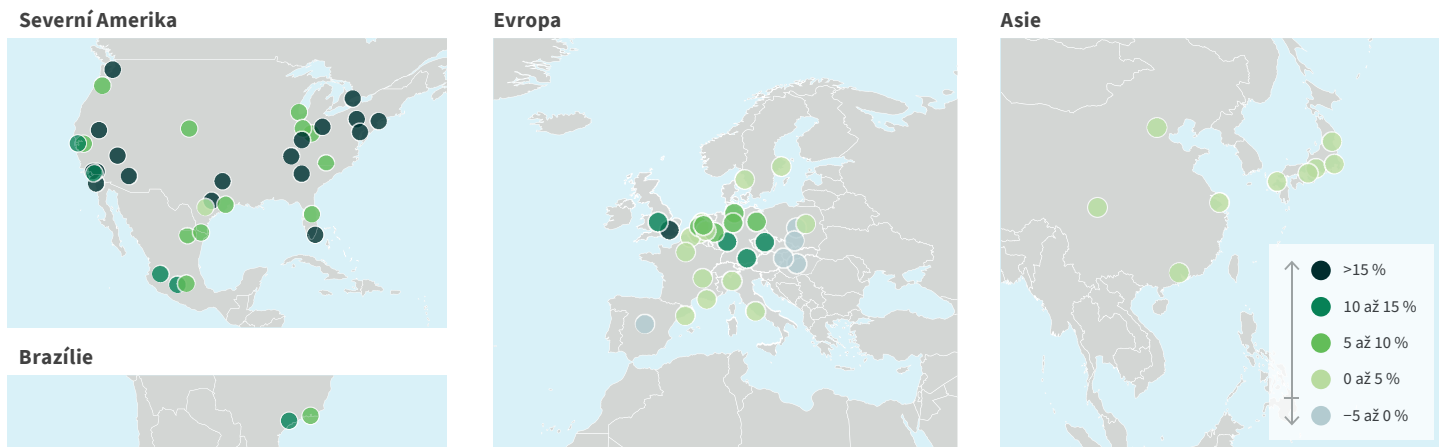 Severní Amerika
Evropa
Asie
Brazílie
>15 %
10 až 15 %
5 až 10 %
0 až 5 %
−5 až 0 %